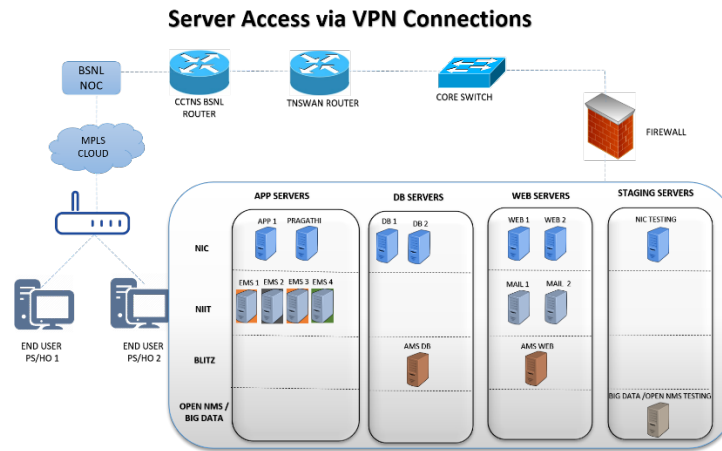 Server Access via VPN Connections
BSNL
NOC
CCTNS BSNL
ROUTER
TNSWAN ROUTER
CORE SWITCH
FIREWALL
MPLS
CLOUD
END USER
PS/HO 1
END USER
PS/HO 2
APP SERVERS
DB SERVERS
WEB SERVERS
STAGING SERVERS
NIC
APP 1
PRAGATHI
DB 1
DB 2
WEB 1
WEB 2
NIC TESTING
NIIT
EMS 1
EMS 2
EMS 3
EMS 4
MAIL 1
MAIL 2
BLITZ
AMS DB
AMS WEB
OPEN NMS /
BIG DATA
BIG DATA /OPEN NMS TESTING